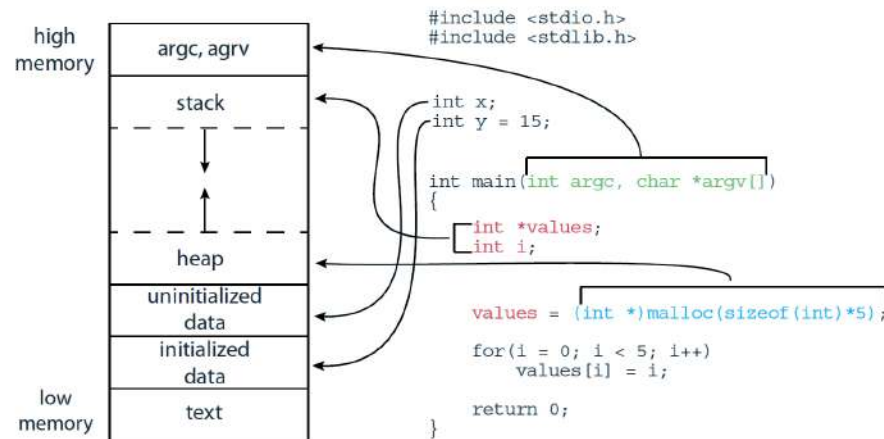 high
memory
argc, agrv
stack
heap
uninitialized
data
initialized
data
text
low
memory
#include <stdio.h>
#include <stdlib.h>
int x;
int y = 15;
int main(int argc, char *argv[])
{
int *values;
int i;
values = (int *)malloc(sizeof(int)*5);
for(i = 0; i < 5; i++)
values[i] = i;
return 0;
}